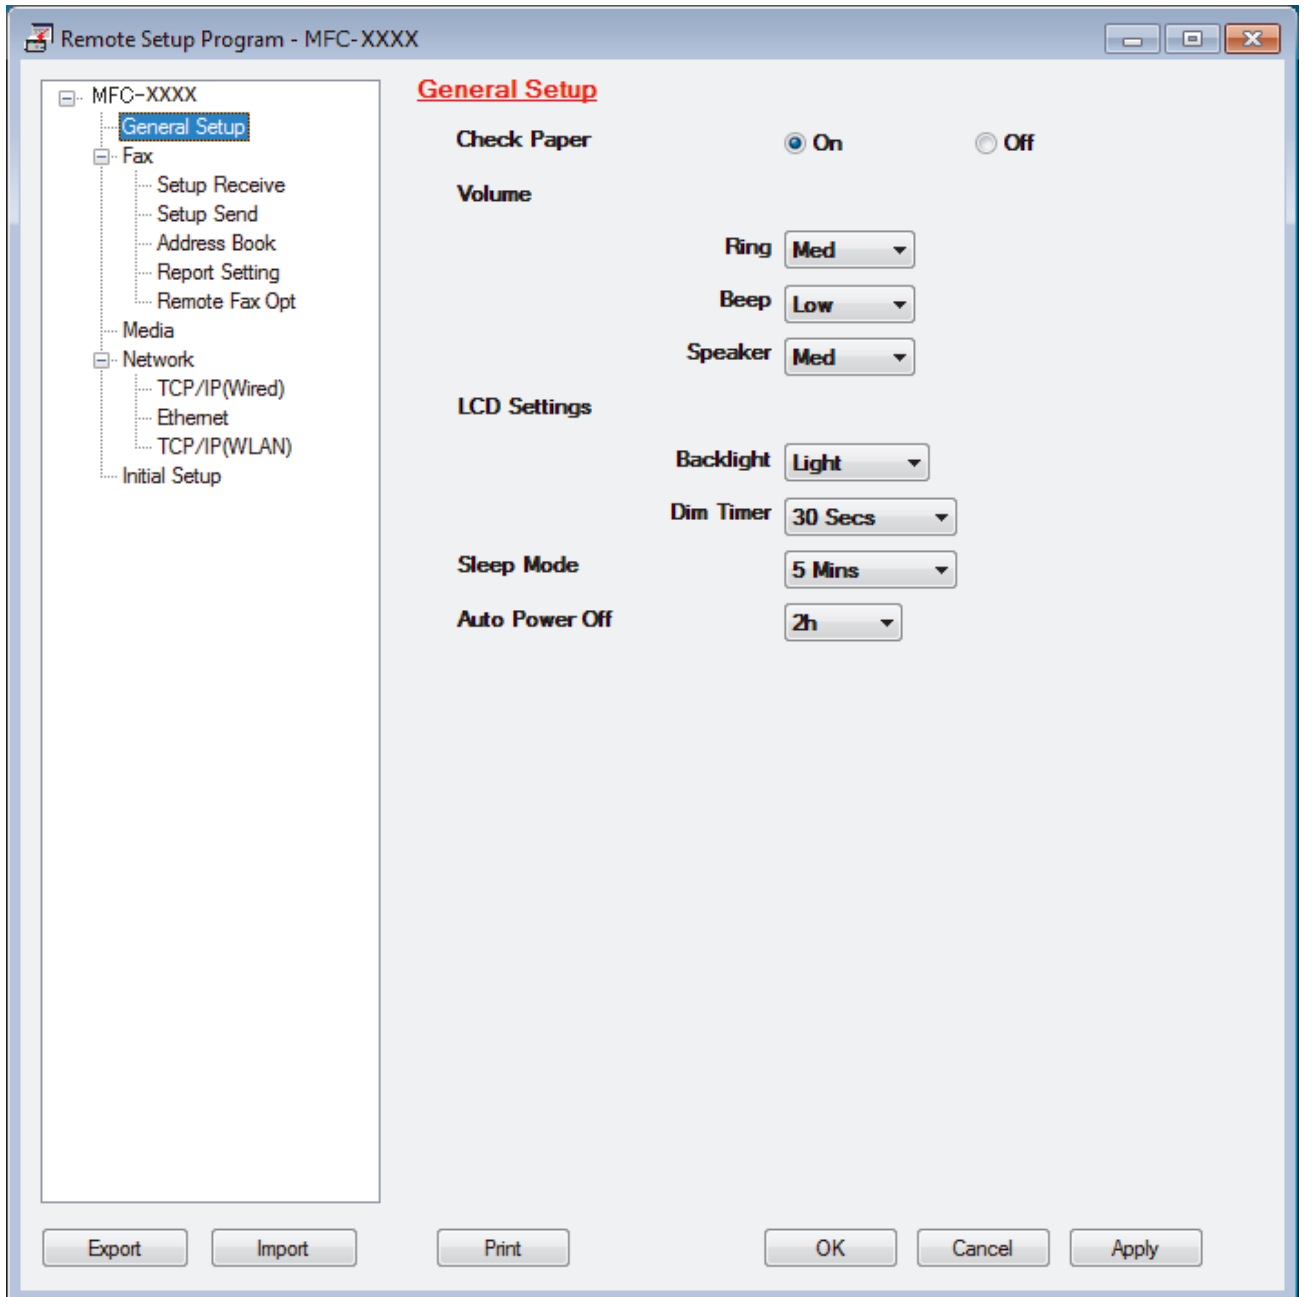 Remote Setup Program - MFC-XXXX
MFC-XXXX
General Setup
Fax
Setup Receive
Setup Send
Address Book
Report Setting
Remote Fax Opt
Media
Network
TCP/IP(Wired)
Ethernet
TCP/IP(WLAN)
Initial Setup
General Setup
Check Paper On Off
Volume
Ring Med
Beep Low
Speaker Med
LCD Settings
Backlight Light
Dim Timer 30 Secs
Sleep Mode 5 Mins
Auto Power Off 2h
Export Import Print OK Cancel Apply